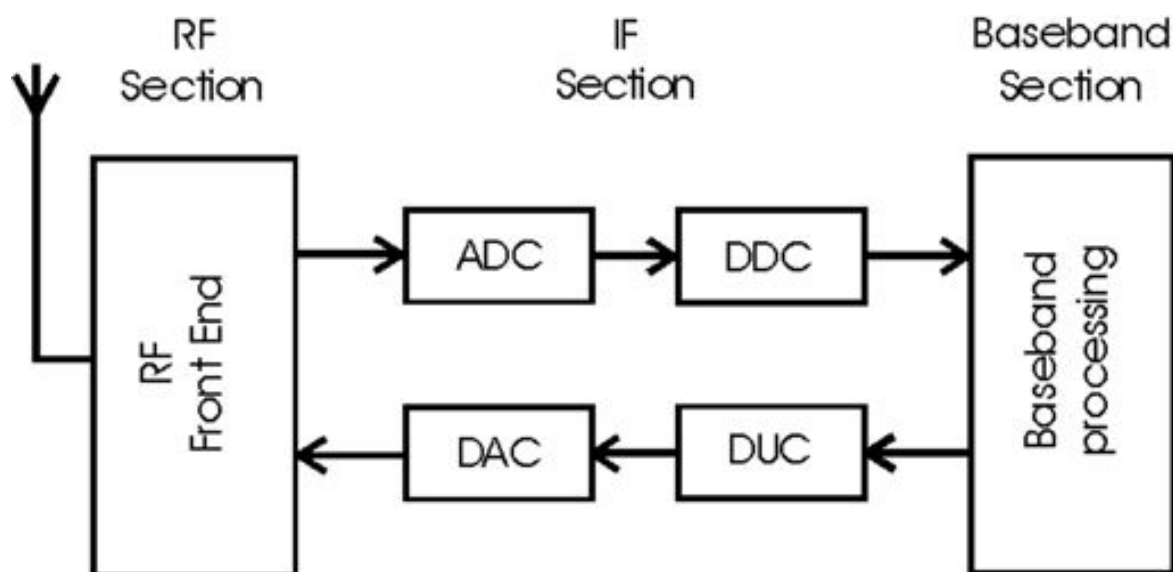 RF
Section
IF
Section
Baseband
Section
RF
Front End
ADC
DDC
DAC
DUC
Baseband
processing